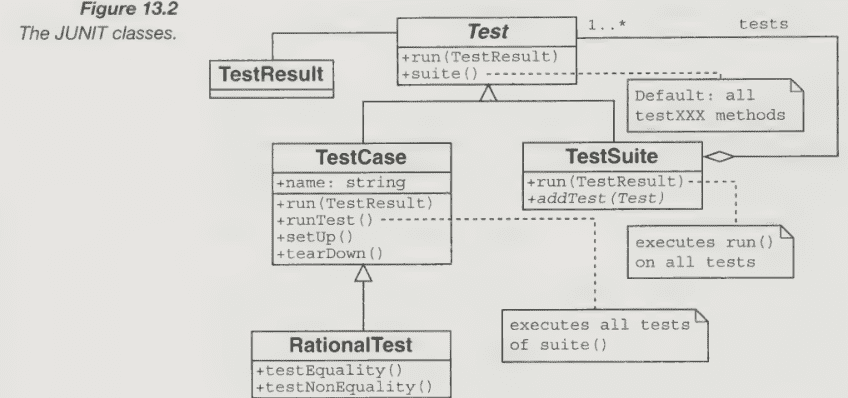 Figure 13.2
The JUNIT classes.
Test
+run(TestResult)
+suite()
1..*
tests
TestResult
Default: all
testXXX methods
TestCase
+name: string
+run(TestResult)
+runTest()
+setUp()
+tearDown()
TestSuite
+run(TestResult)
+addTest(Test)
executes run()
on all tests
executes all tests
of suite()
RationalTest
+testEquality()
+testNonEquality()